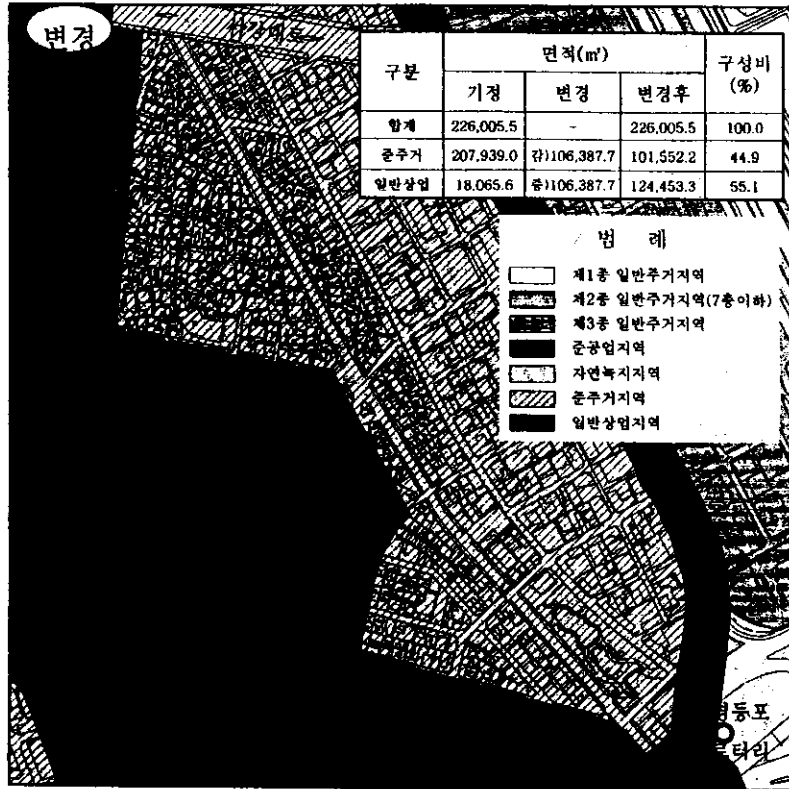 변경
구분 면적(㎡) 구성비 (%)
기정 변경 변경후
합계 226,005.5 - 226,005.5 100.0
준주거 207,939.0 감)106,387.7 101,552.2 44.9
일반상업 18,065.6 증)106,387.7 124,453.3 55.1
범 례
제1종 일반주거지역
제2종 일반주거지역(7층이하)
제3종 일반주거지역
준공업지역
자연녹지지역
준주거지역
일반상업지역
등포
터리